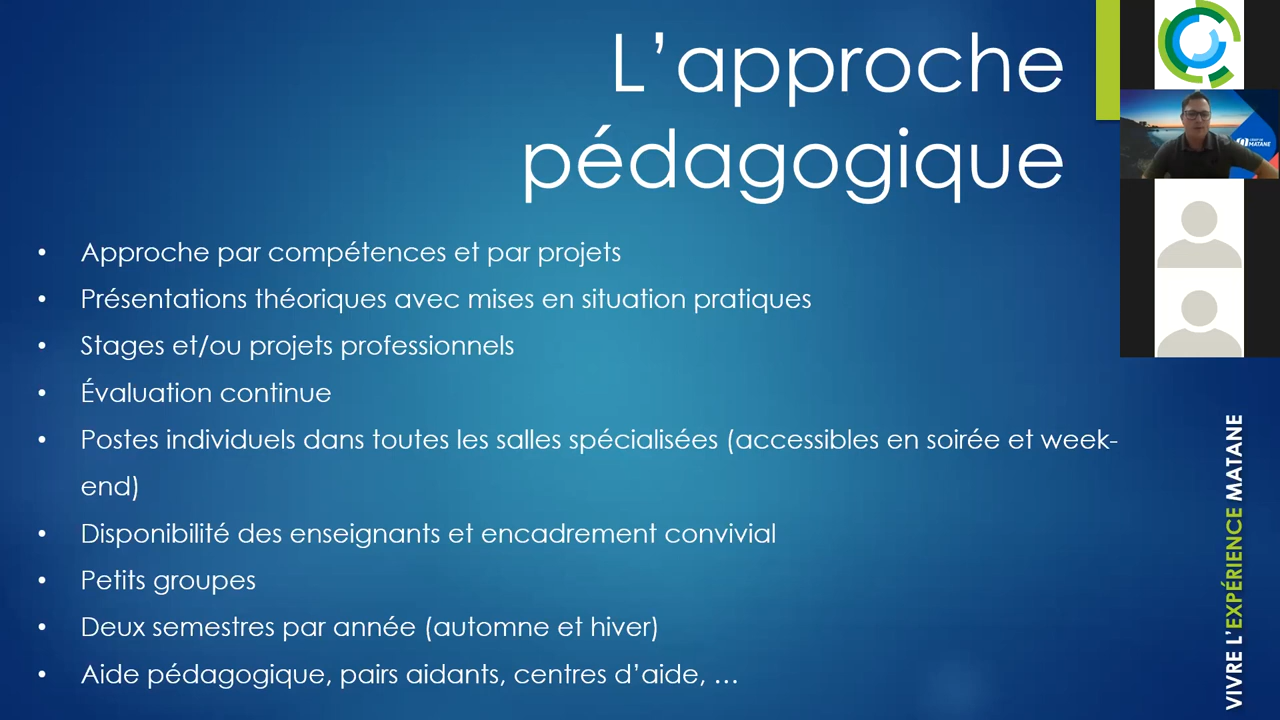 L’approche
pédagogique
• Approche par compétences et par projets
• Présentations théoriques avec mises en situation pratiques
• Stages et/ou projets professionnels
• Évaluation continue
• Postes individuels dans toutes les salles spécialisées (accessibles en soirée et week-
end)
• Disponibilité des enseignants et encadrement convivial
• Petits groupes
• Deux semestres par année (automne et hiver)
• Aide pédagogique, pairs aidants, centres d’aide, …
MATANE
VIVRE L’EXPÉRIENCE MATANE